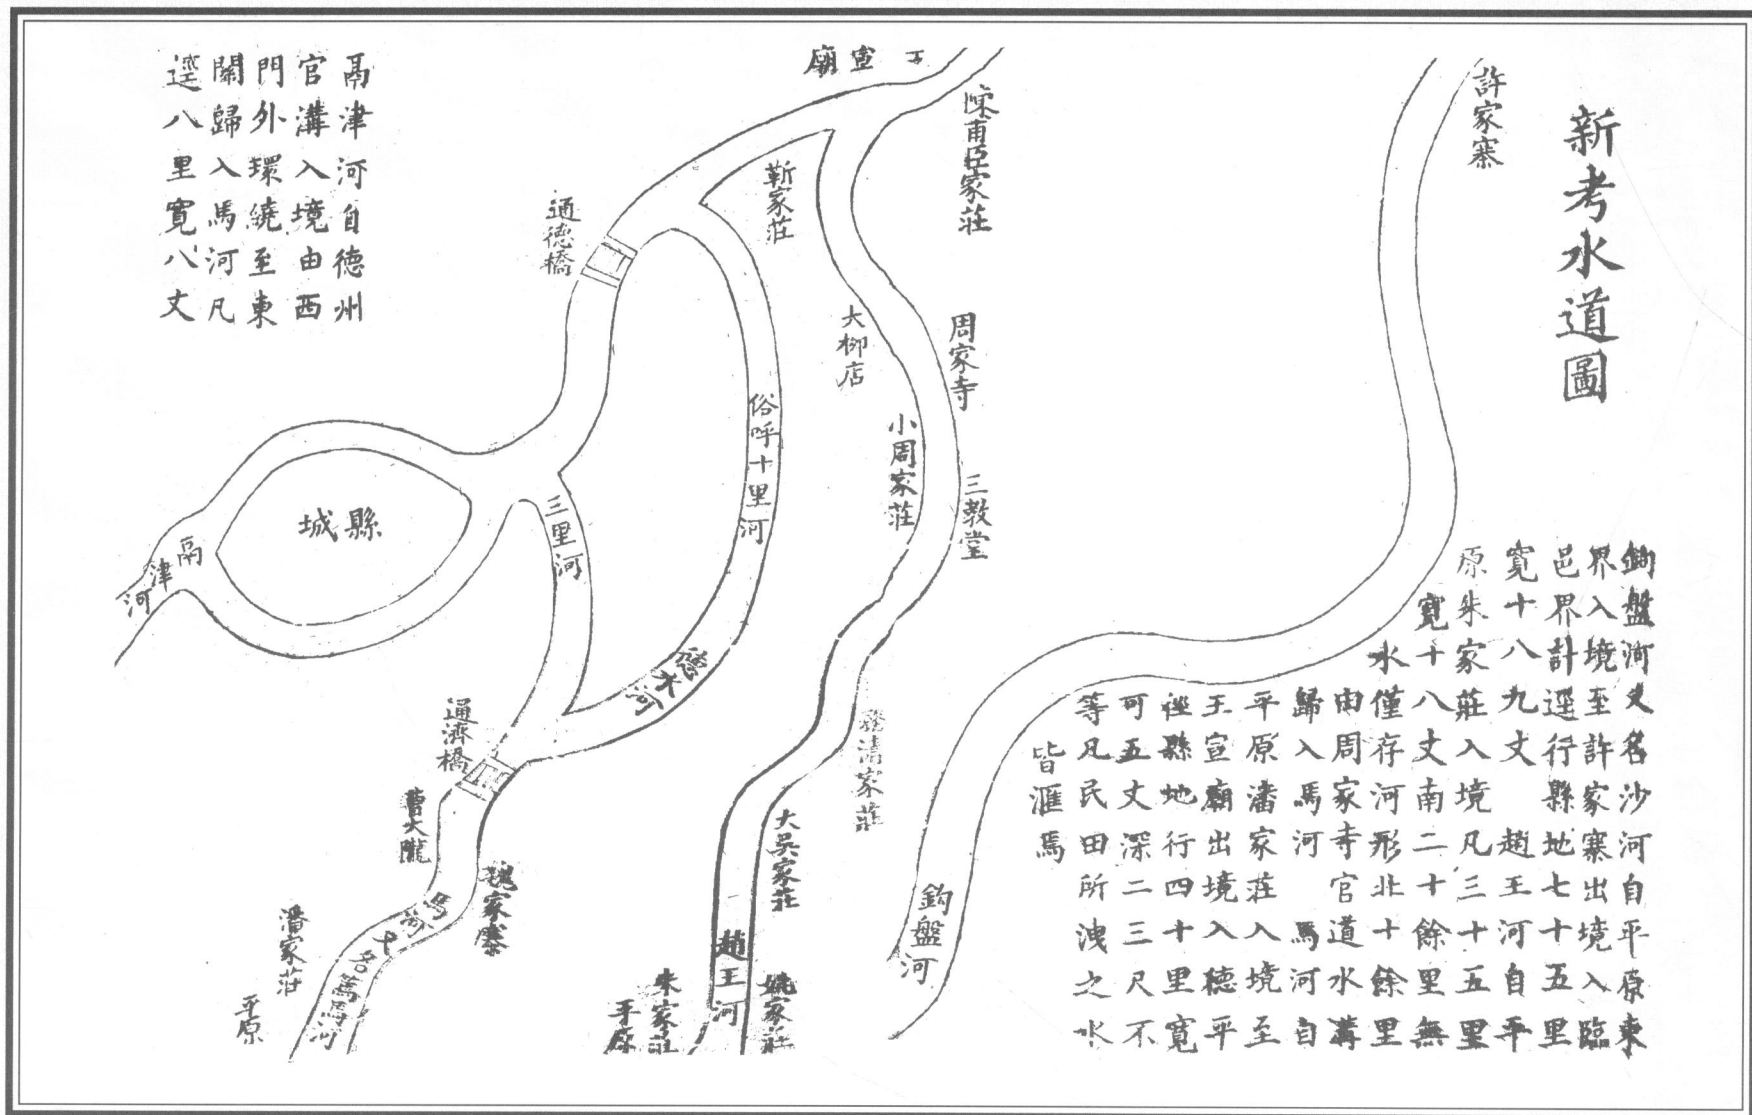 新考水道圖
鉤盤河又名沙河自平原東
界入境至許家寨出境入臨
邑界計逕行縣地七十五里
寬十八九丈　趙王河自平
原朱家莊入境凡三十五里
寬十八丈南二十餘里無
水僅存河形北十餘里
由周家寺官道水溝
歸入馬河　馬河自
平原潘家莊入境至
王宣廟出境入德平
徑縣地行四十里寬
可五丈深二三尺不
等凡民田所洩之水
皆滙焉
許家寨
鉤盤河
陳甫臣家莊
周家寺
三教堂
小周家莊
大柳店
清家莊
大吳家莊
趙王河
姚家莊
朱家莊
平原
王宣廟
靳家莊
俗呼十里河
德水河
通德橋
三里河
通濟橋
曹大隴
魏家寨
馬河又名篤馬河
潘家莊
平原
縣城
鬲津河
鬲津河自德州
官溝入境由西
門外環繞至東
關歸入馬河凡
逕八里寬八丈